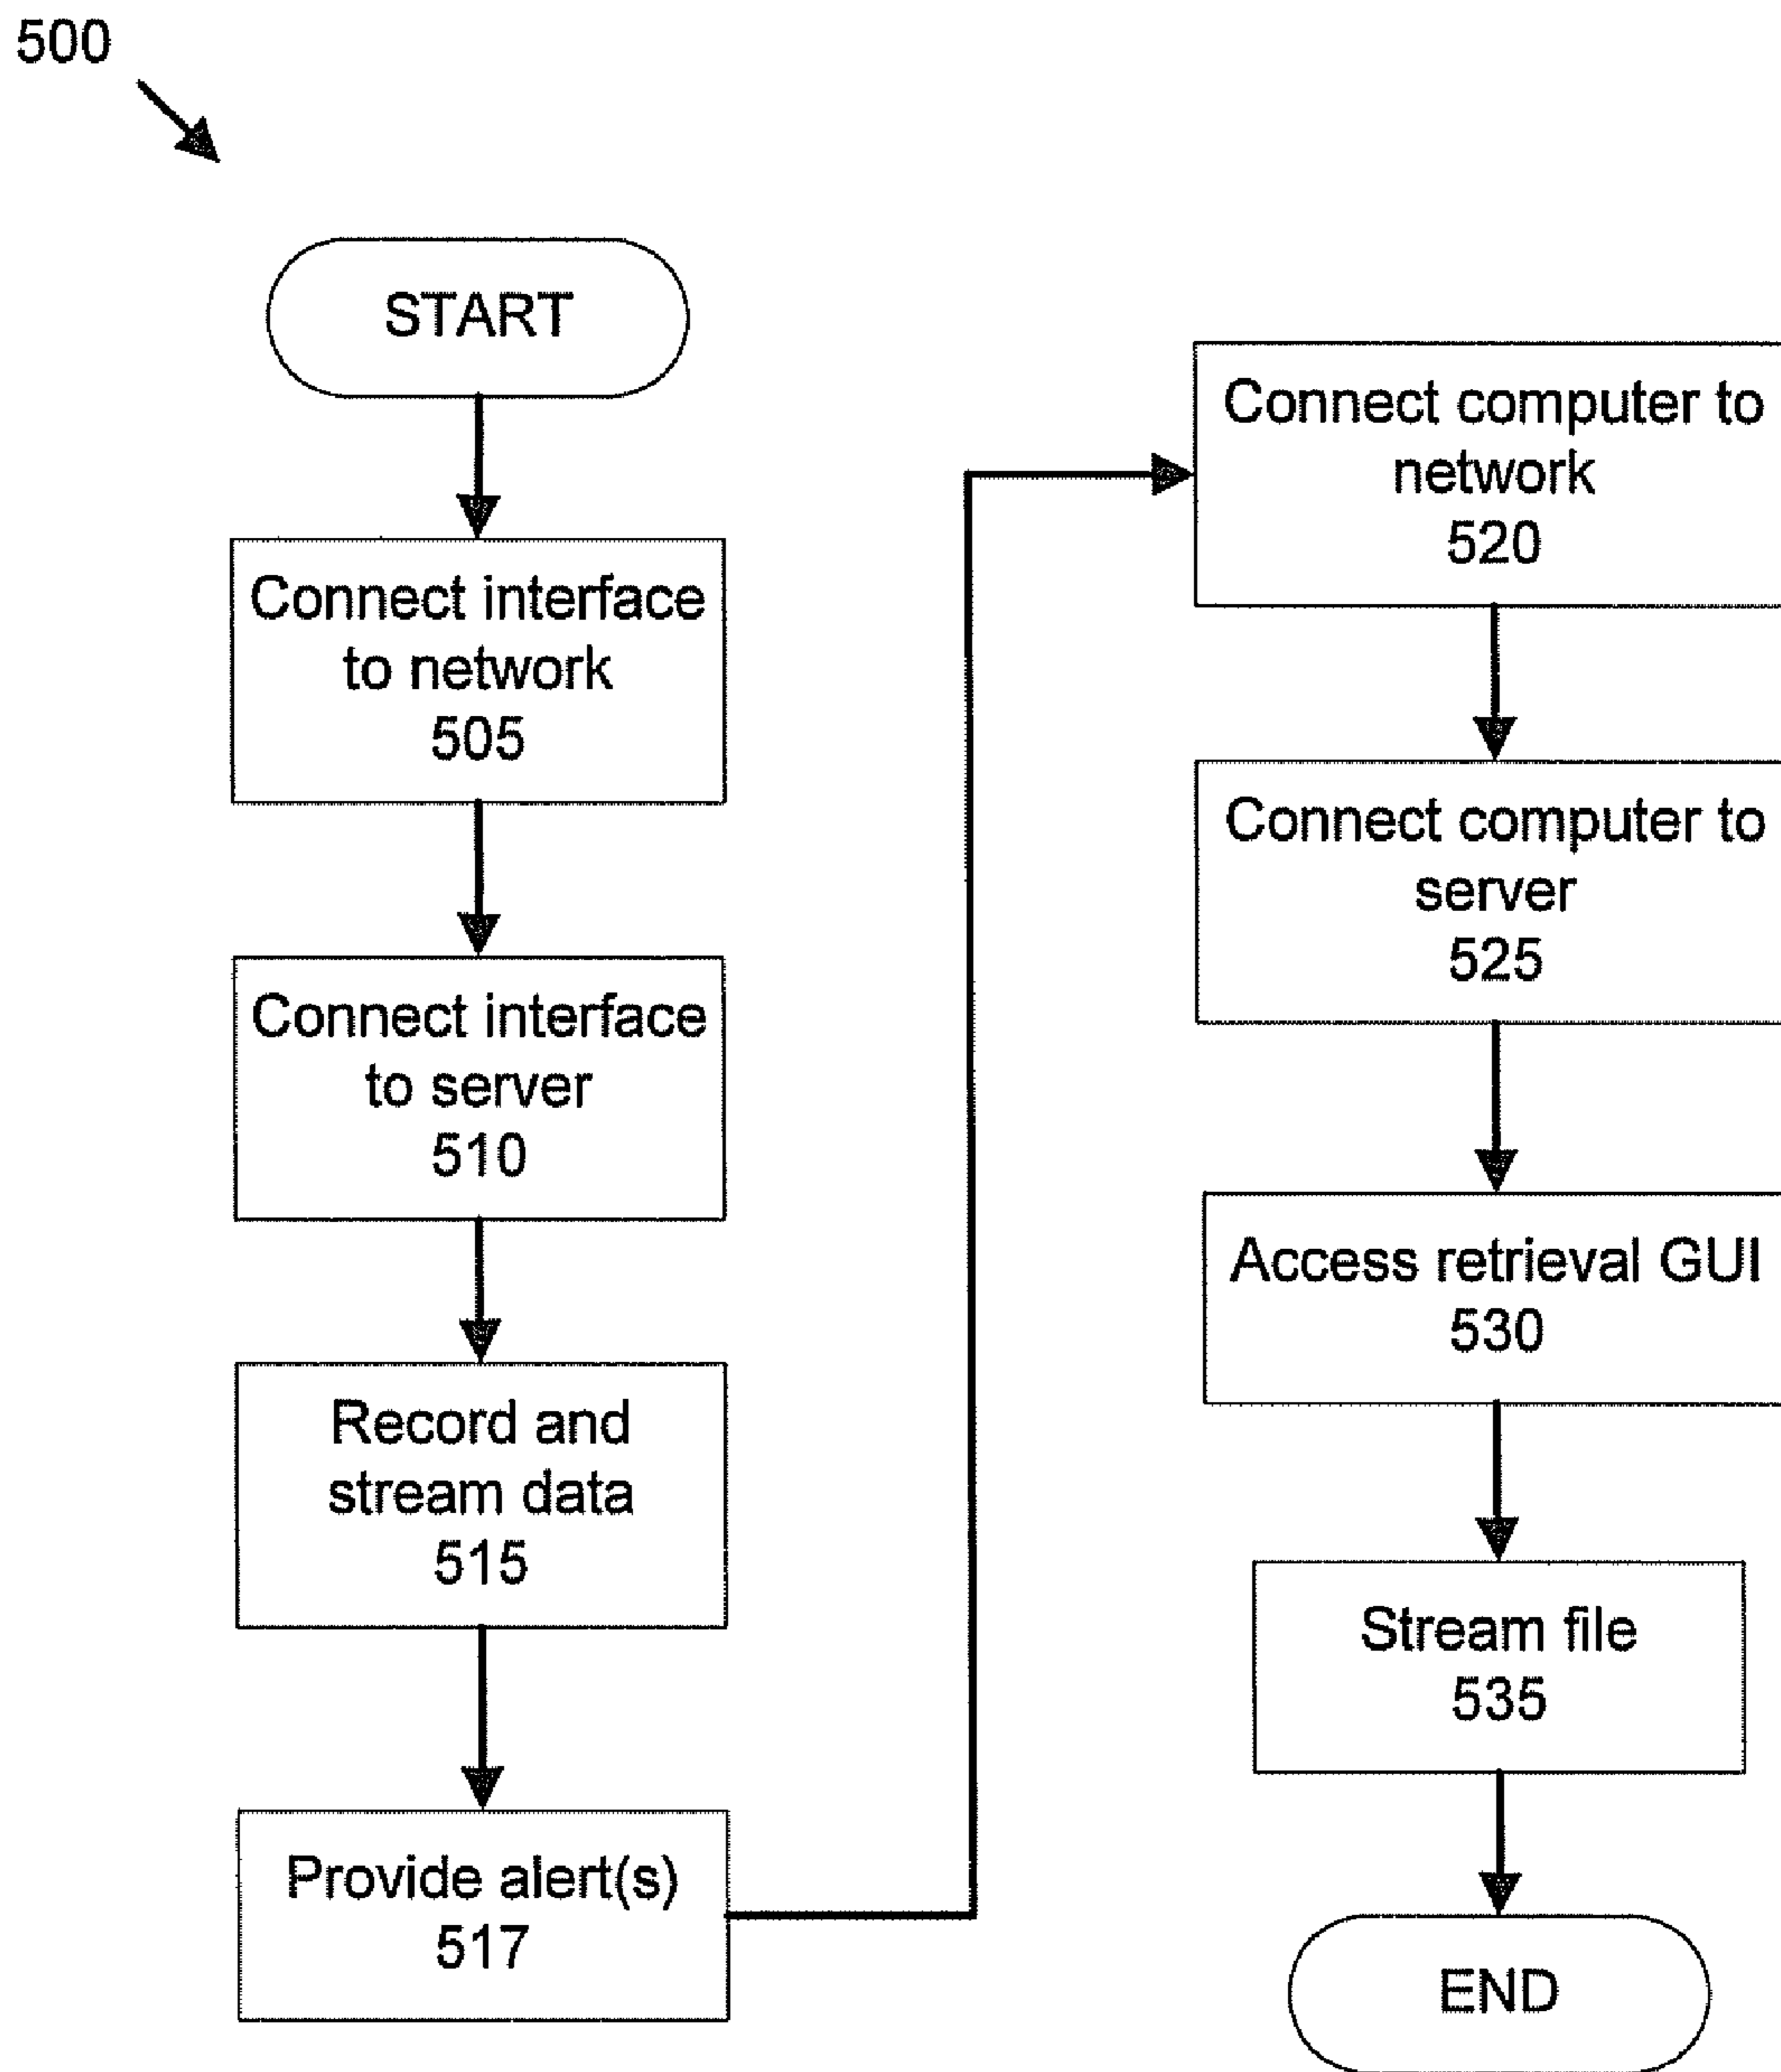 500
START
Connect interface
to network
505
Connect interface
to server
510
Record and
stream data
515
Provide alert(s)
517
Connect computer to
network
520
Connect computer to
server
525
Access retrieval GUI
530
Stream file
535
END